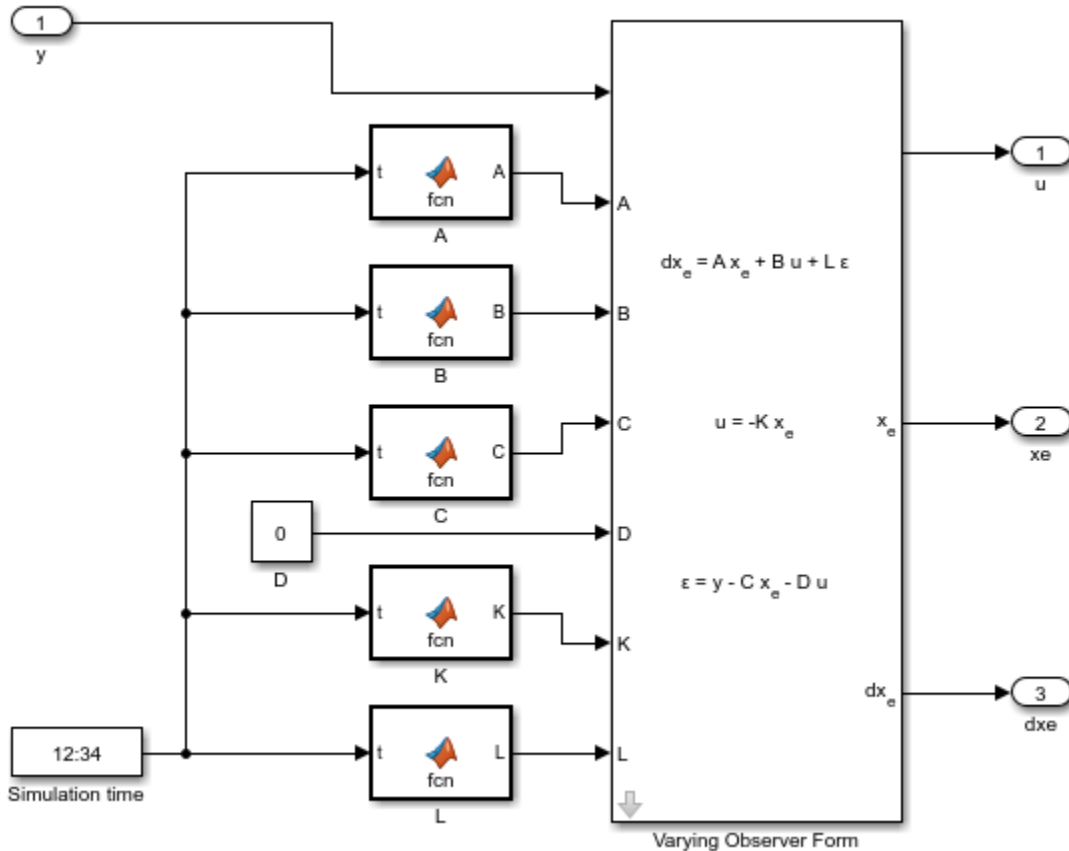 1
y
t
fcn
A
A
t
fcn
B
B
t
fcn
C
C
0
D
t
fcn
K
K
12:34
Simulation time
t
fcn
L
L
A
B
C
D
K
L
dxₑ = A xₑ + B u + L ε
u = -K xₑ
ε = y - C xₑ - D u
xₑ
dxₑ
Varying Observer Form
1
u
2
xe
3
dxe